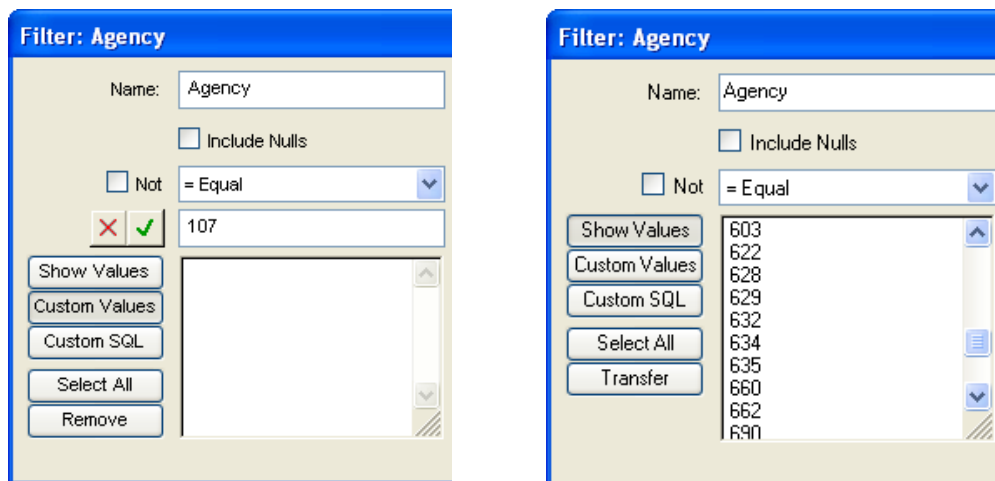 Filter: Agency
Name: Agency
Include Nulls
Not = Equal
107
Show Values
Custom Values
Custom SQL
Select All
Remove
Filter: Agency
Name: Agency
Include Nulls
Not = Equal
Show Values
Custom Values
Custom SQL
Select All
Transfer
603
622
628
629
632
634
635
660
662
690